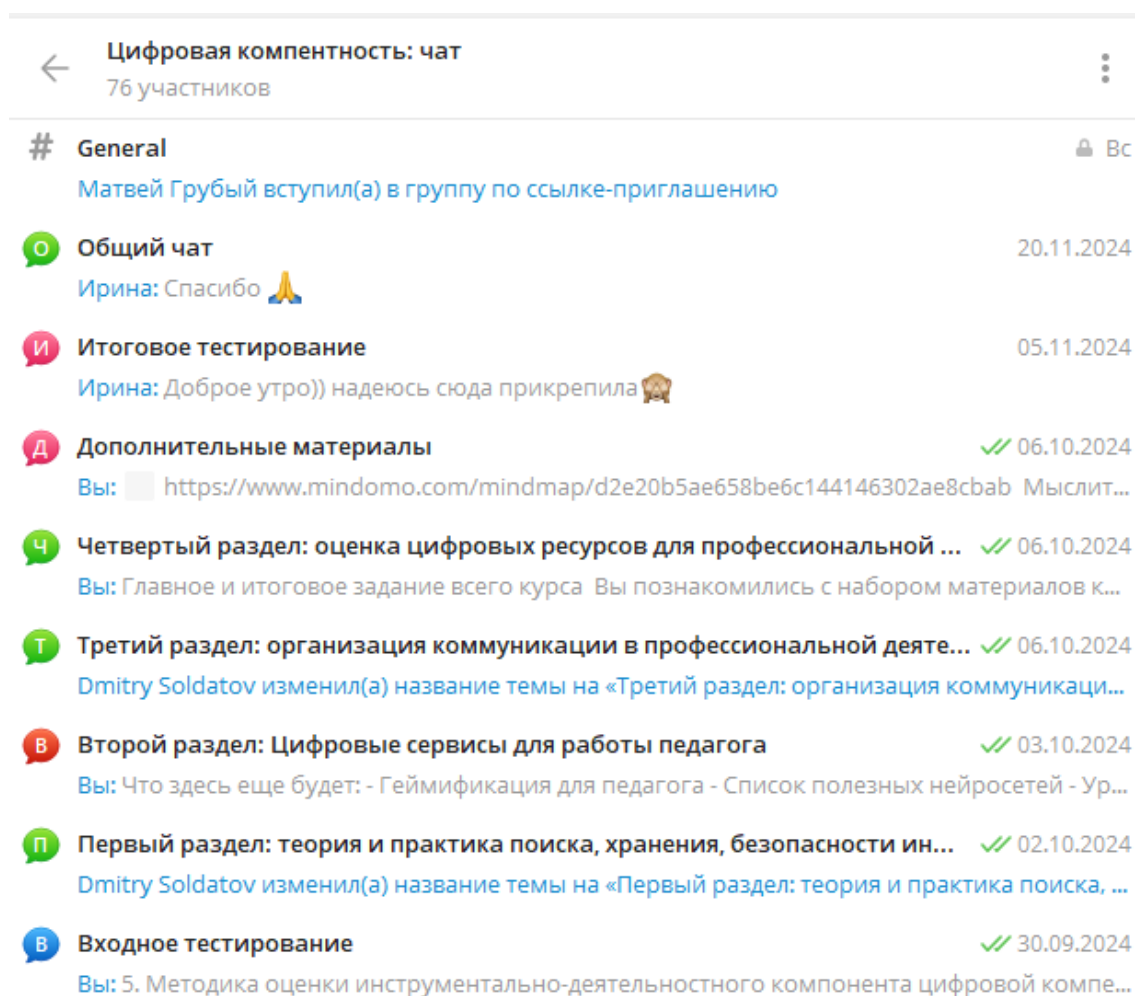 Цифровая компентность: чат
76 участников
# General Вс
Матвей Грубый вступил(а) в группу по ссылке-приглашению
О Общий чат 20.11.2024
Ирина: Спасибо 🙏
И Итоговое тестирование 05.11.2024
Ирина: Доброе утро)) надеюсь сюда прикрепила🙈
Д Дополнительные материалы 06.10.2024
Вы: https://www.mindomo.com/mindmap/d2e20b5ae658be6c144146302ae8cbab Мыслит...
Ч Четвертый раздел: оценка цифровых ресурсов для профессиональной ... 06.10.2024
Вы: Главное и итоговое задание всего курса Вы познакомились с набором материалов к...
Т Третий раздел: организация коммуникации в профессиональной деяте... 06.10.2024
Dmitry Soldatov изменил(а) название темы на «Третий раздел: организация коммуникаци...
В Второй раздел: Цифровые сервисы для работы педагога 03.10.2024
Вы: Что здесь еще будет: - Геймификация для педагога - Список полезных нейросетей - Ур...
П Первый раздел: теория и практика поиска, хранения, безопасности ин... 02.10.2024
Dmitry Soldatov изменил(а) название темы на «Первый раздел: теория и практика поиска, ...
В Входное тестирование 30.09.2024
Вы: 5. Методика оценки инструментально-деятельностного компонента цифровой компе...